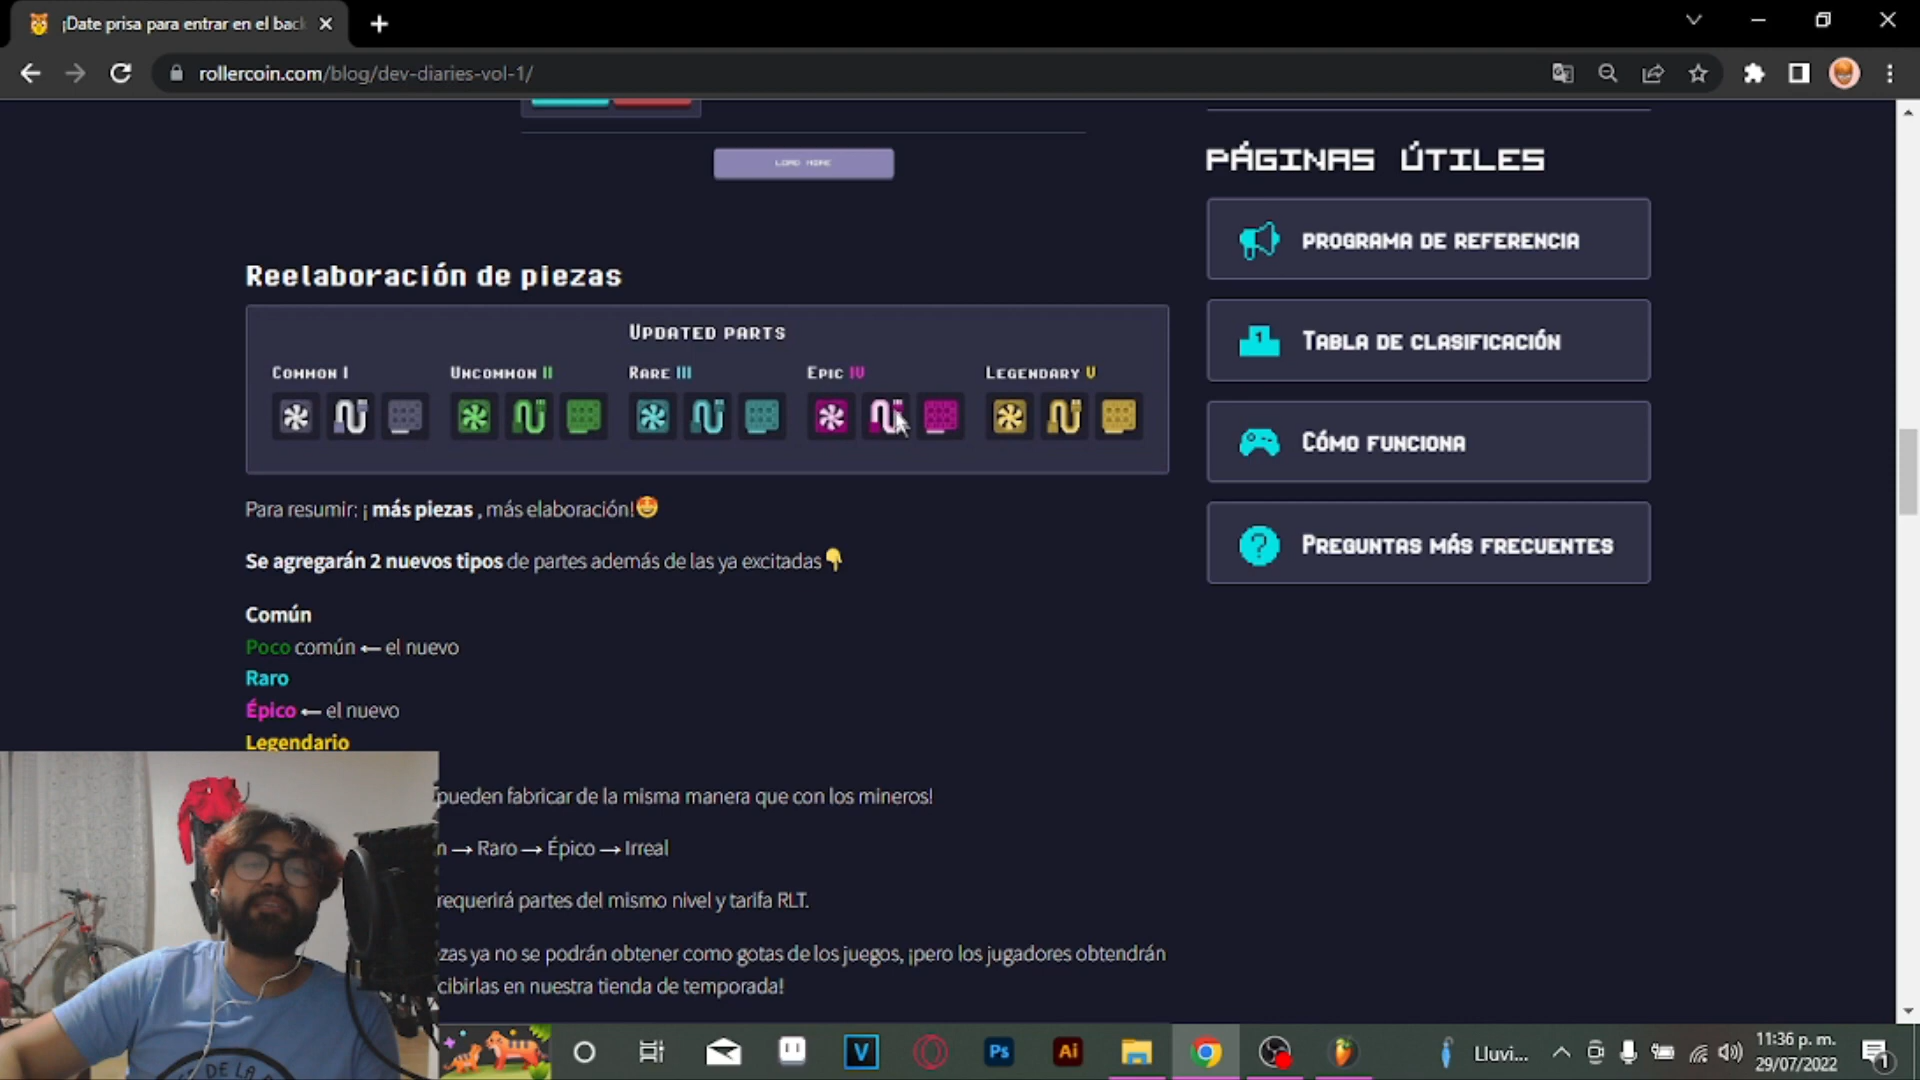 ¡Date prisa para entrar en el bac
rollercoin.com/blog/dev-diaries-vol-1/
LOAD MORE
PÁGINAS ÚTILES
PROGRAMA DE REFERENCIA
TABLA DE CLASIFICACIÓN
CÓMO FUNCIONA
PREGUNTAS MÁS FRECUENTES
Reelaboración de piezas
UPDATED PARTS
COMMON I UNCOMMON II RARE III EPIC IV LEGENDARY V
Para resumir: ¡ más piezas , más elaboración!🤩
Se agregarán 2 nuevos tipos de partes además de las ya excitadas👇
Común
Poco común ← el nuevo
Raro
Épico ← el nuevo
Legendario
pueden fabricar de la misma manera que con los mineros!
n → Raro → Épico → Irreal
requerirá partes del mismo nivel y tarifa RLT.
zas ya no se podrán obtener como gotas de los juegos, ¡pero los jugadores obtendrán
cibirlas en nuestra tienda de temporada!
V
Ps
Ai
Lluvi...
11:36 p. m.
29/07/2022
1